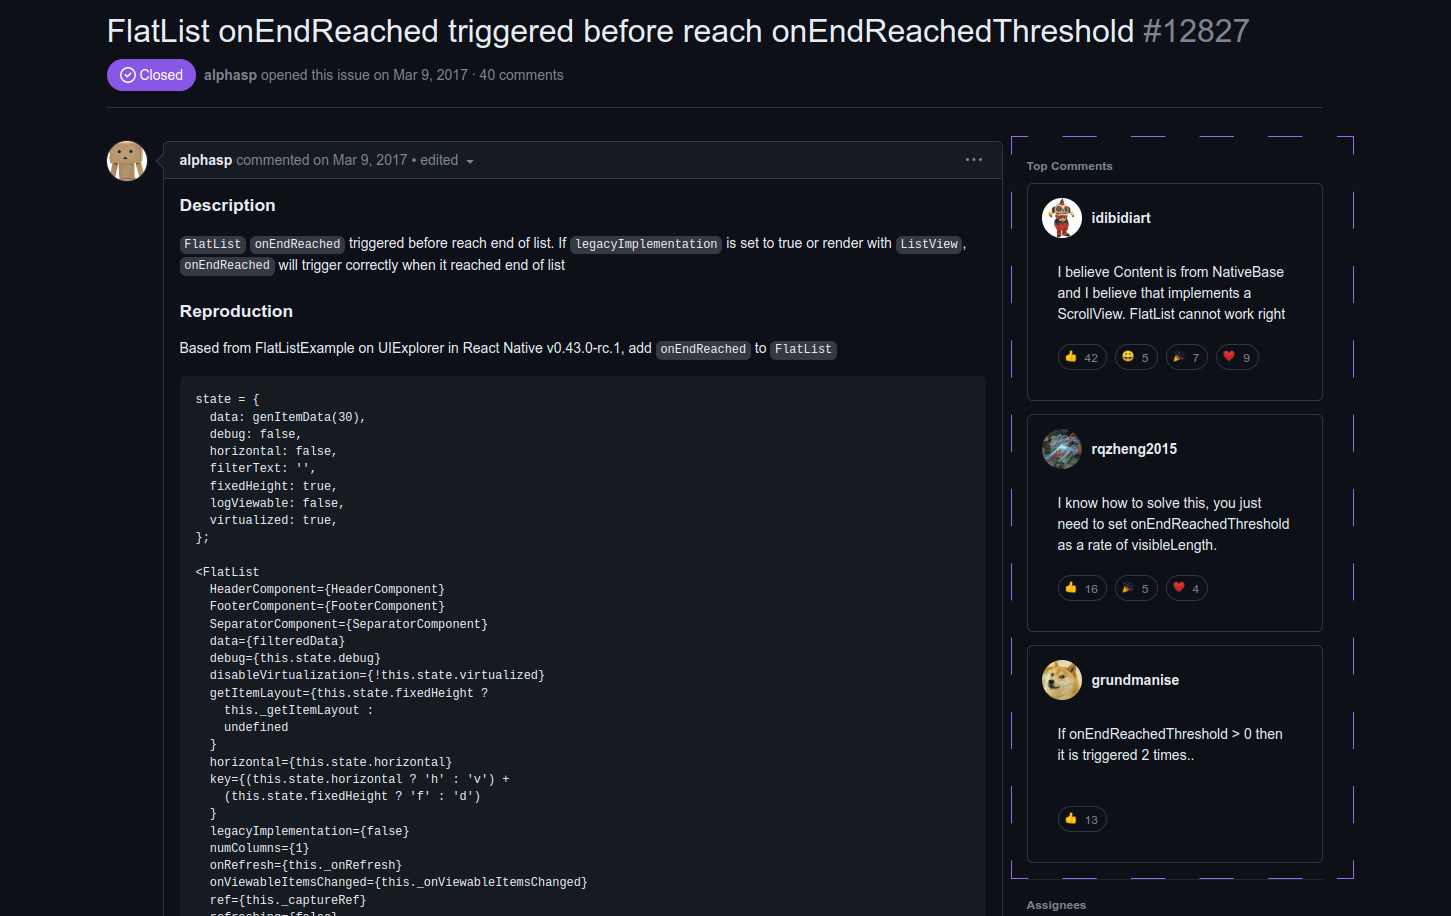 FlatList onEndReached triggered before reach onEndReachedThreshold #12827
Closed alphasp opened this issue on Mar 9, 2017 · 40 comments
alphasp commented on Mar 9, 2017 • edited
Description
FlatList onEndReached triggered before reach end of list. If legacyImplementation is set to true or render with ListView,
onEndReached will trigger correctly when it reached end of list
Reproduction
Based from FlatListExample on UIExplorer in React Native v0.43.0-rc.1, add onEndReached to FlatList
state = {
  data: genItemData(30),
  debug: false,
  horizontal: false,
  filterText: '',
  fixedHeight: true,
  logViewable: false,
  virtualized: true,
};
<FlatList
  HeaderComponent={HeaderComponent}
  FooterComponent={FooterComponent}
  SeparatorComponent={SeparatorComponent}
  data={filteredData}
  debug={this.state.debug}
  disableVirtualization={!this.state.virtualized}
  getItemLayout={this.state.fixedHeight ?
    this._getItemLayout :
    undefined
  }
  horizontal={this.state.horizontal}
  key={(this.state.horizontal ? 'h' : 'v') +
    (this.state.fixedHeight ? 'f' : 'd')
  }
  legacyImplementation={false}
  numColumns={1}
  onRefresh={this._onRefresh}
  onViewableItemsChanged={this._onViewableItemsChanged}
  ref={this._captureRef}
  refreshing={false}
Top Comments
idibidiart
I believe Content is from NativeBase
and I believe that implements a
ScrollView. FlatList cannot work right
👍 42 😄 5 🎉 7 ❤️ 9
rqzheng2015
I know how to solve this, you just
need to set onEndReachedThreshold
as a rate of visibleLength.
👍 16 🎉 5 ❤️ 4
grundmanise
If onEndReachedThreshold > 0 then
it is triggered 2 times..
👍 13
Assignees